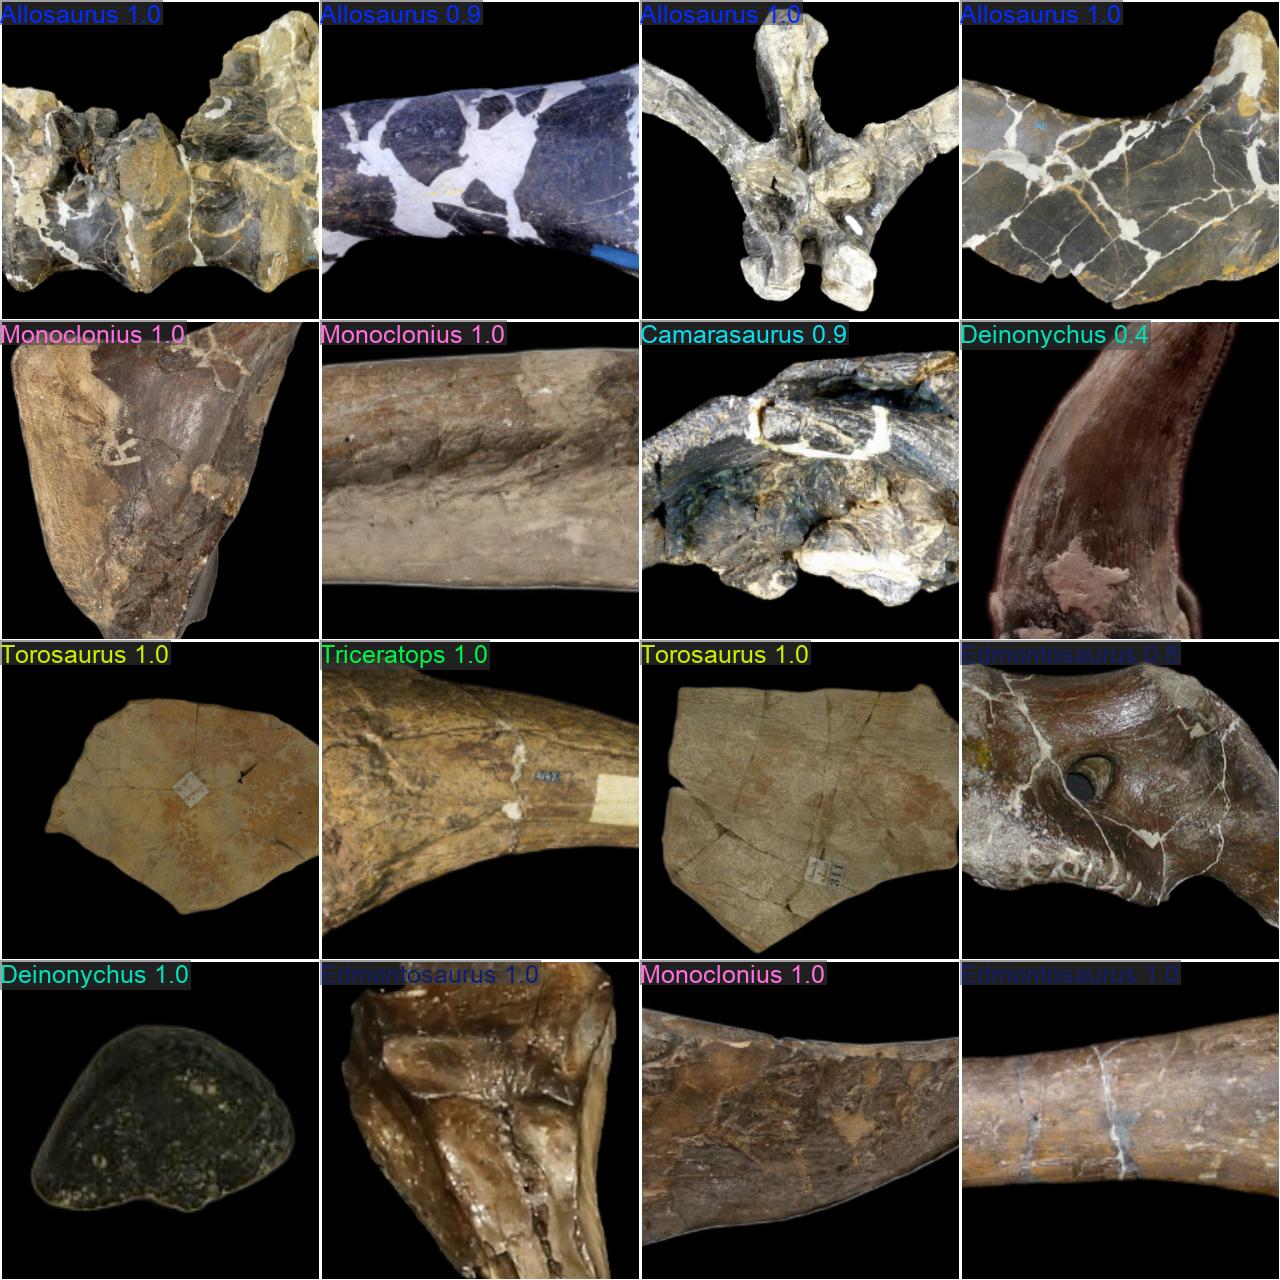 Allosaurus 1.0
Allosaurus 0.9
Allosaurus 1.0
Allosaurus 1.0
Monoclonius 1.0
Monoclonius 1.0
Camarasaurus 0.9
Deinonychus 0.4
R.
Torosaurus 1.0
Triceratops 1.0
Torosaurus 1.0
Edmontosaurus 0.8
311
Deinonychus 1.0
Edmontosaurus 1.0
Monoclonius 1.0
Edmontosaurus 1.0